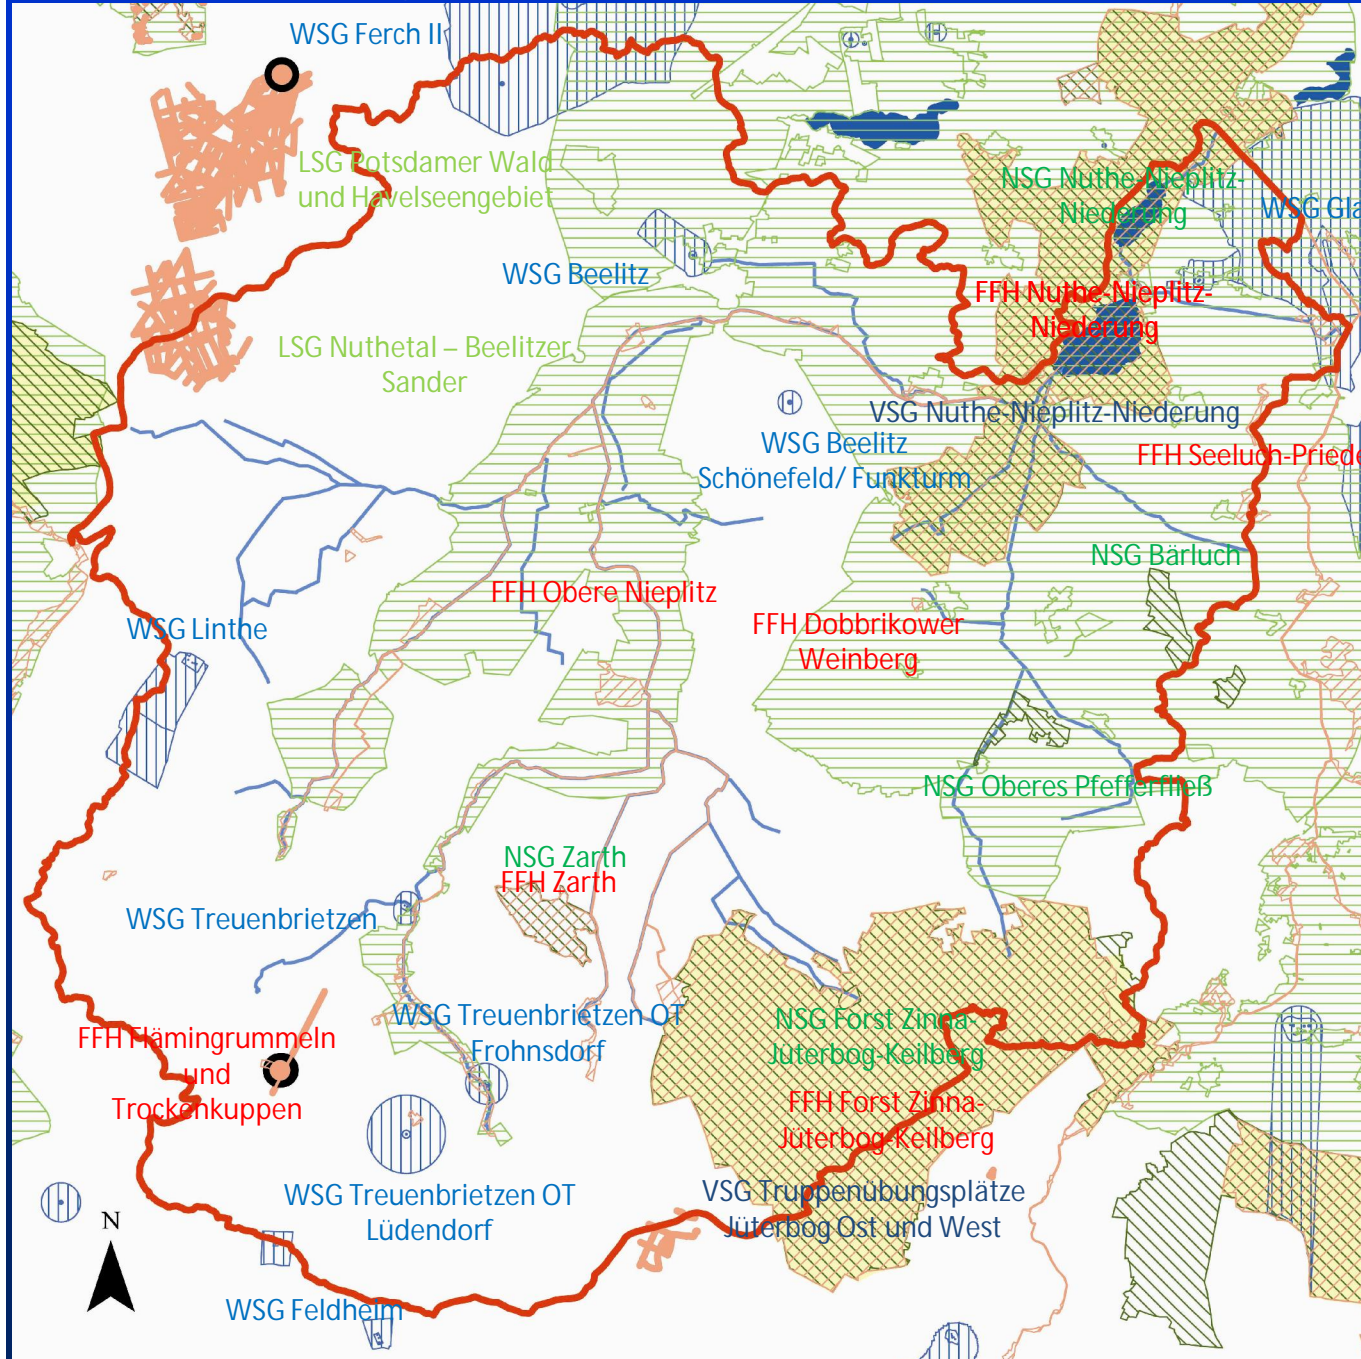 WSG Ferch II
LSG Potsdamer Wald
und Havelseengebiet
NSG Nuthe-Nieplitz-
Niederung
WSG Gla
WSG Beelitz
FFH Nuthe-Nieplitz-
Niederung
LSG Nuthetal – Beelitzer
Sander
VSG Nuthe-Nieplitz-Niederung
WSG Beelitz
Schönefeld/ Funkturm
FFH Seeluch-Priede
NSG Bärluch
FFH Obere Nieplitz
WSG Linthe
FFH Dobbrikower
Weinberg
NSG Oberes Pfefferfließ
NSG Zarth
FFH Zarth
WSG Treuenbrietzen
WSG Treuenbrietzen OT
Frohnsdorf
NSG Forst Zinna-
Jüterbog-Keilberg
FFH Flämingrummeln
und
Trockenkuppen
FFH Forst Zinna-
Jüterbog-Keilberg
WSG Treuenbrietzen OT
Lüdendorf
VSG Truppenübungsplätze
Jüterbog Ost und West
N
WSG Feldheim